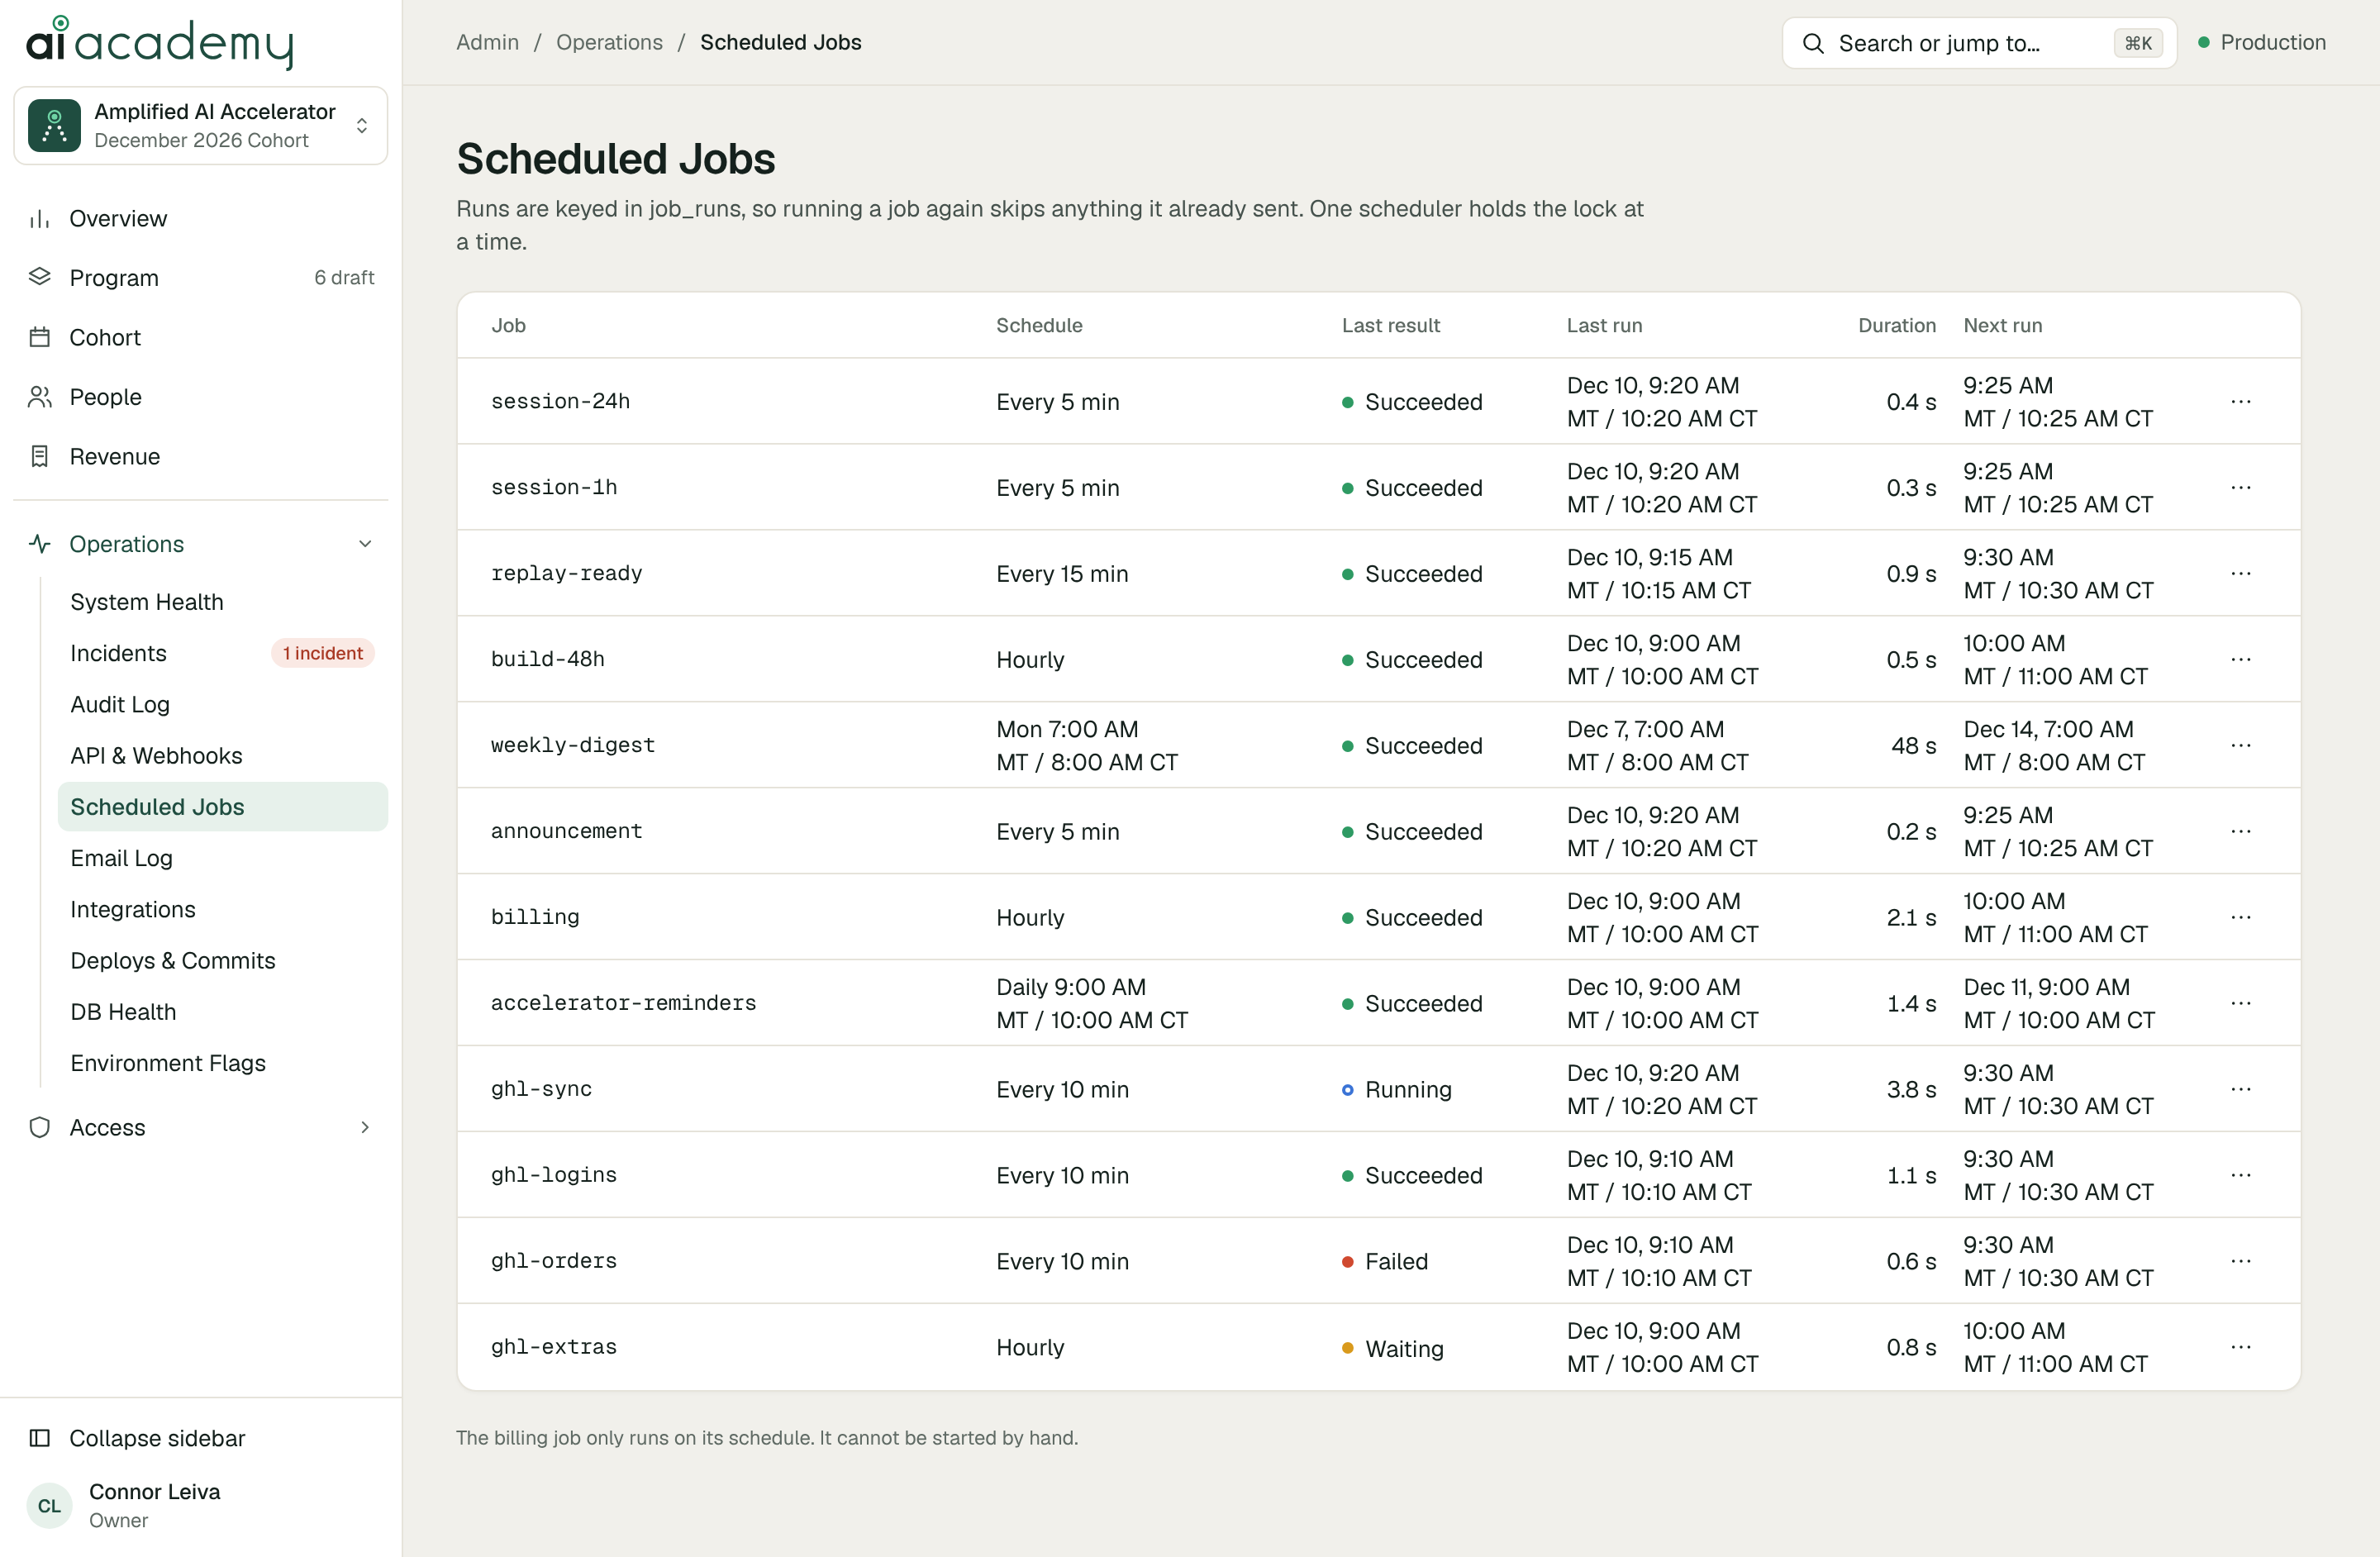 ai academy
Amplified AI Accelerator
December 2026 Cohort
Overview
Program 6 draft
Cohort
People
Revenue
Operations
System Health
Incidents 1 incident
Audit Log
API & Webhooks
Scheduled Jobs
Email Log
Integrations
Deploys & Commits
DB Health
Environment Flags
Access
Collapse sidebar
CL
Connor Leiva
Owner
Admin / Operations / Scheduled Jobs
Search or jump to... ⌘K
Production
Scheduled Jobs
Runs are keyed in job_runs, so running a job again skips anything it already sent. One scheduler holds the lock at
a time.
Job Schedule Last result Last run Duration Next run
session-24h Every 5 min Succeeded Dec 10, 9:20 AM 0.4 s 9:25 AM ...
MT / 10:20 AM CT MT / 10:25 AM CT
session-1h Every 5 min Succeeded Dec 10, 9:20 AM 0.3 s 9:25 AM ...
MT / 10:20 AM CT MT / 10:25 AM CT
replay-ready Every 15 min Succeeded Dec 10, 9:15 AM 0.9 s 9:30 AM ...
MT / 10:15 AM CT MT / 10:30 AM CT
build-48h Hourly Succeeded Dec 10, 9:00 AM 0.5 s 10:00 AM ...
MT / 10:00 AM CT MT / 11:00 AM CT
weekly-digest Mon 7:00 AM Succeeded Dec 7, 7:00 AM 48 s Dec 14, 7:00 AM ...
MT / 8:00 AM CT MT / 8:00 AM CT MT / 8:00 AM CT
announcement Every 5 min Succeeded Dec 10, 9:20 AM 0.2 s 9:25 AM ...
MT / 10:20 AM CT MT / 10:25 AM CT
billing Hourly Succeeded Dec 10, 9:00 AM 2.1 s 10:00 AM ...
MT / 10:00 AM CT MT / 11:00 AM CT
accelerator-reminders Daily 9:00 AM Succeeded Dec 10, 9:00 AM 1.4 s Dec 11, 9:00 AM ...
MT / 10:00 AM CT MT / 10:00 AM CT MT / 10:00 AM CT
ghl-sync Every 10 min Running Dec 10, 9:20 AM 3.8 s 9:30 AM ...
MT / 10:20 AM CT MT / 10:30 AM CT
ghl-logins Every 10 min Succeeded Dec 10, 9:10 AM 1.1 s 9:30 AM ...
MT / 10:10 AM CT MT / 10:30 AM CT
ghl-orders Every 10 min Failed Dec 10, 9:10 AM 0.6 s 9:30 AM ...
MT / 10:10 AM CT MT / 10:30 AM CT
ghl-extras Hourly Waiting Dec 10, 9:00 AM 0.8 s 10:00 AM ...
MT / 10:00 AM CT MT / 11:00 AM CT
The billing job only runs on its schedule. It cannot be started by hand.